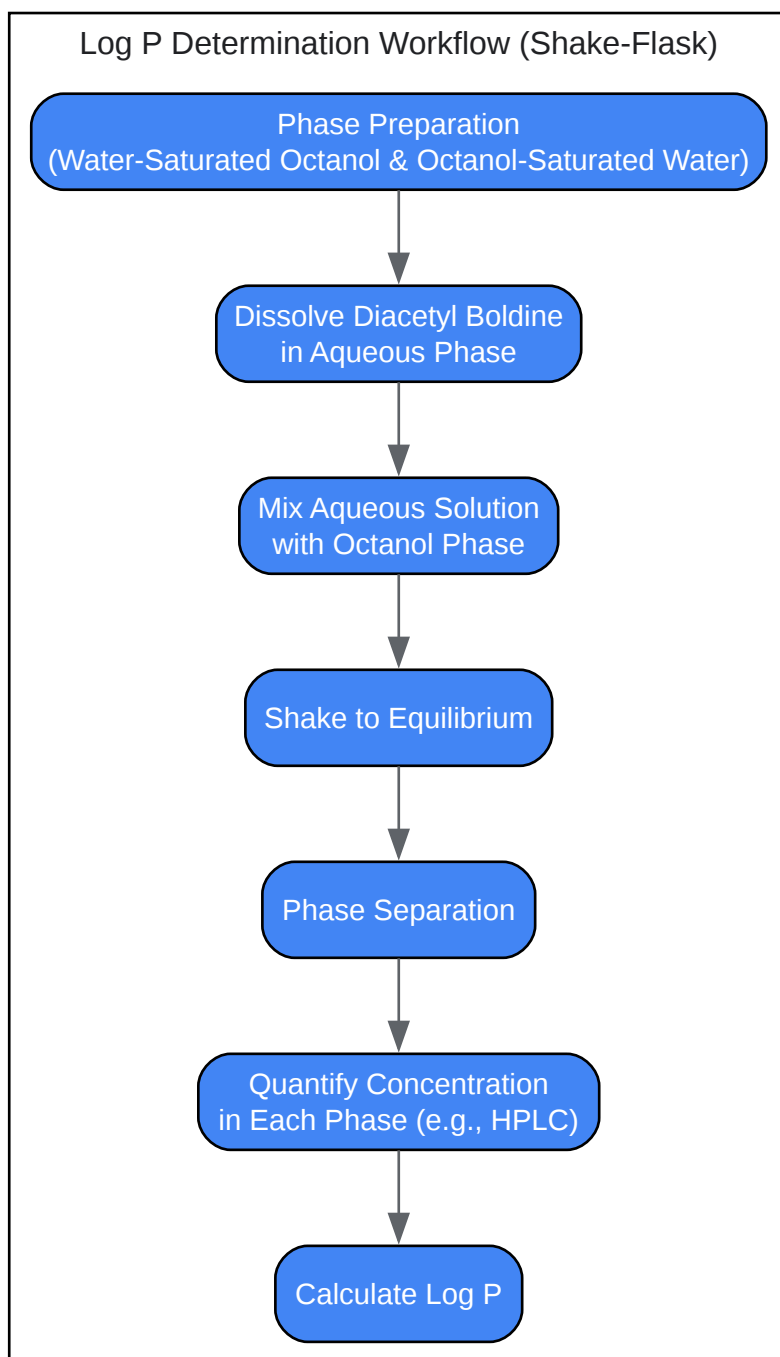 Log P Determination Workflow (Shake-Flask)
Phase Preparation
(Water-Saturated Octanol & Octanol-Saturated Water)
Dissolve Diacetyl Boldine
in Aqueous Phase
Mix Aqueous Solution
with Octanol Phase
Shake to Equilibrium
Phase Separation
Quantify Concentration
in Each Phase (e.g., HPLC)
Calculate Log P